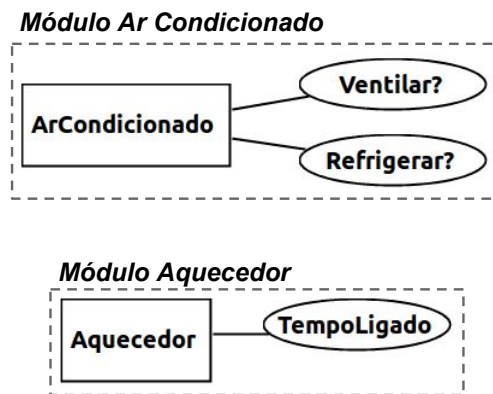 Módulo Ar Condicionado
Ventilar?
ArCondicionado
Refrigerar?
Módulo Aquecedor
TempoLigado
Aquecedor